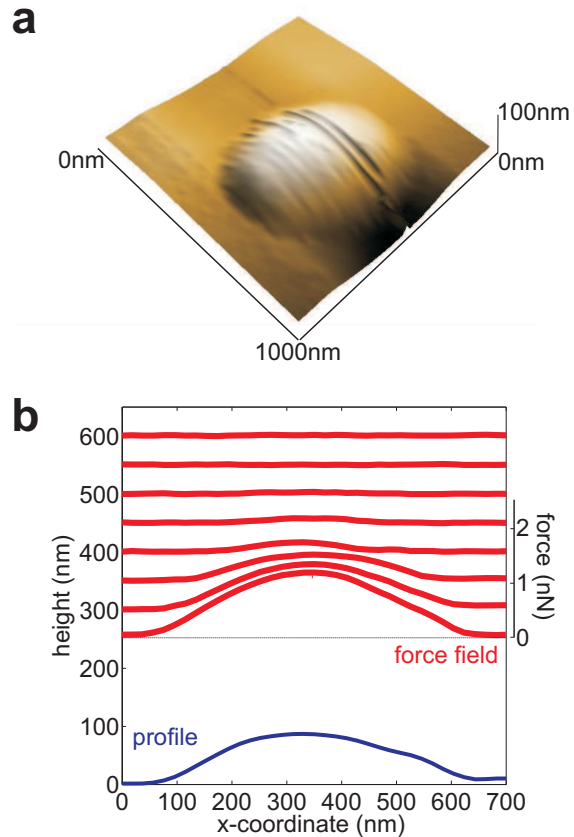 a
100nm
0nm
0nm
1000nm
b
600
500
400
300
200
100
0
height (nm)
2
1
0
force (nN)
force field
profile
0 100 200 300 400 500 600 700
x-coordinate (nm)